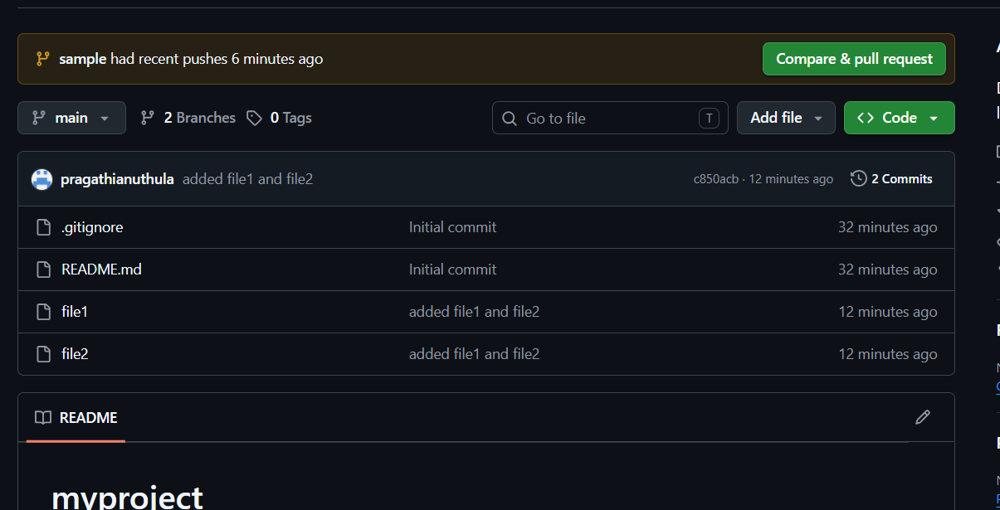 sample had recent pushes 6 minutes ago Compare & pull request
main 2 Branches 0 Tags Go to file T Add file <> Code
pragathianuthula added file1 and file2 c850acb · 12 minutes ago 2 Commits
.gitignore Initial commit 32 minutes ago
README.md Initial commit 32 minutes ago
file1 added file1 and file2 12 minutes ago
file2 added file1 and file2 12 minutes ago
README
myproject